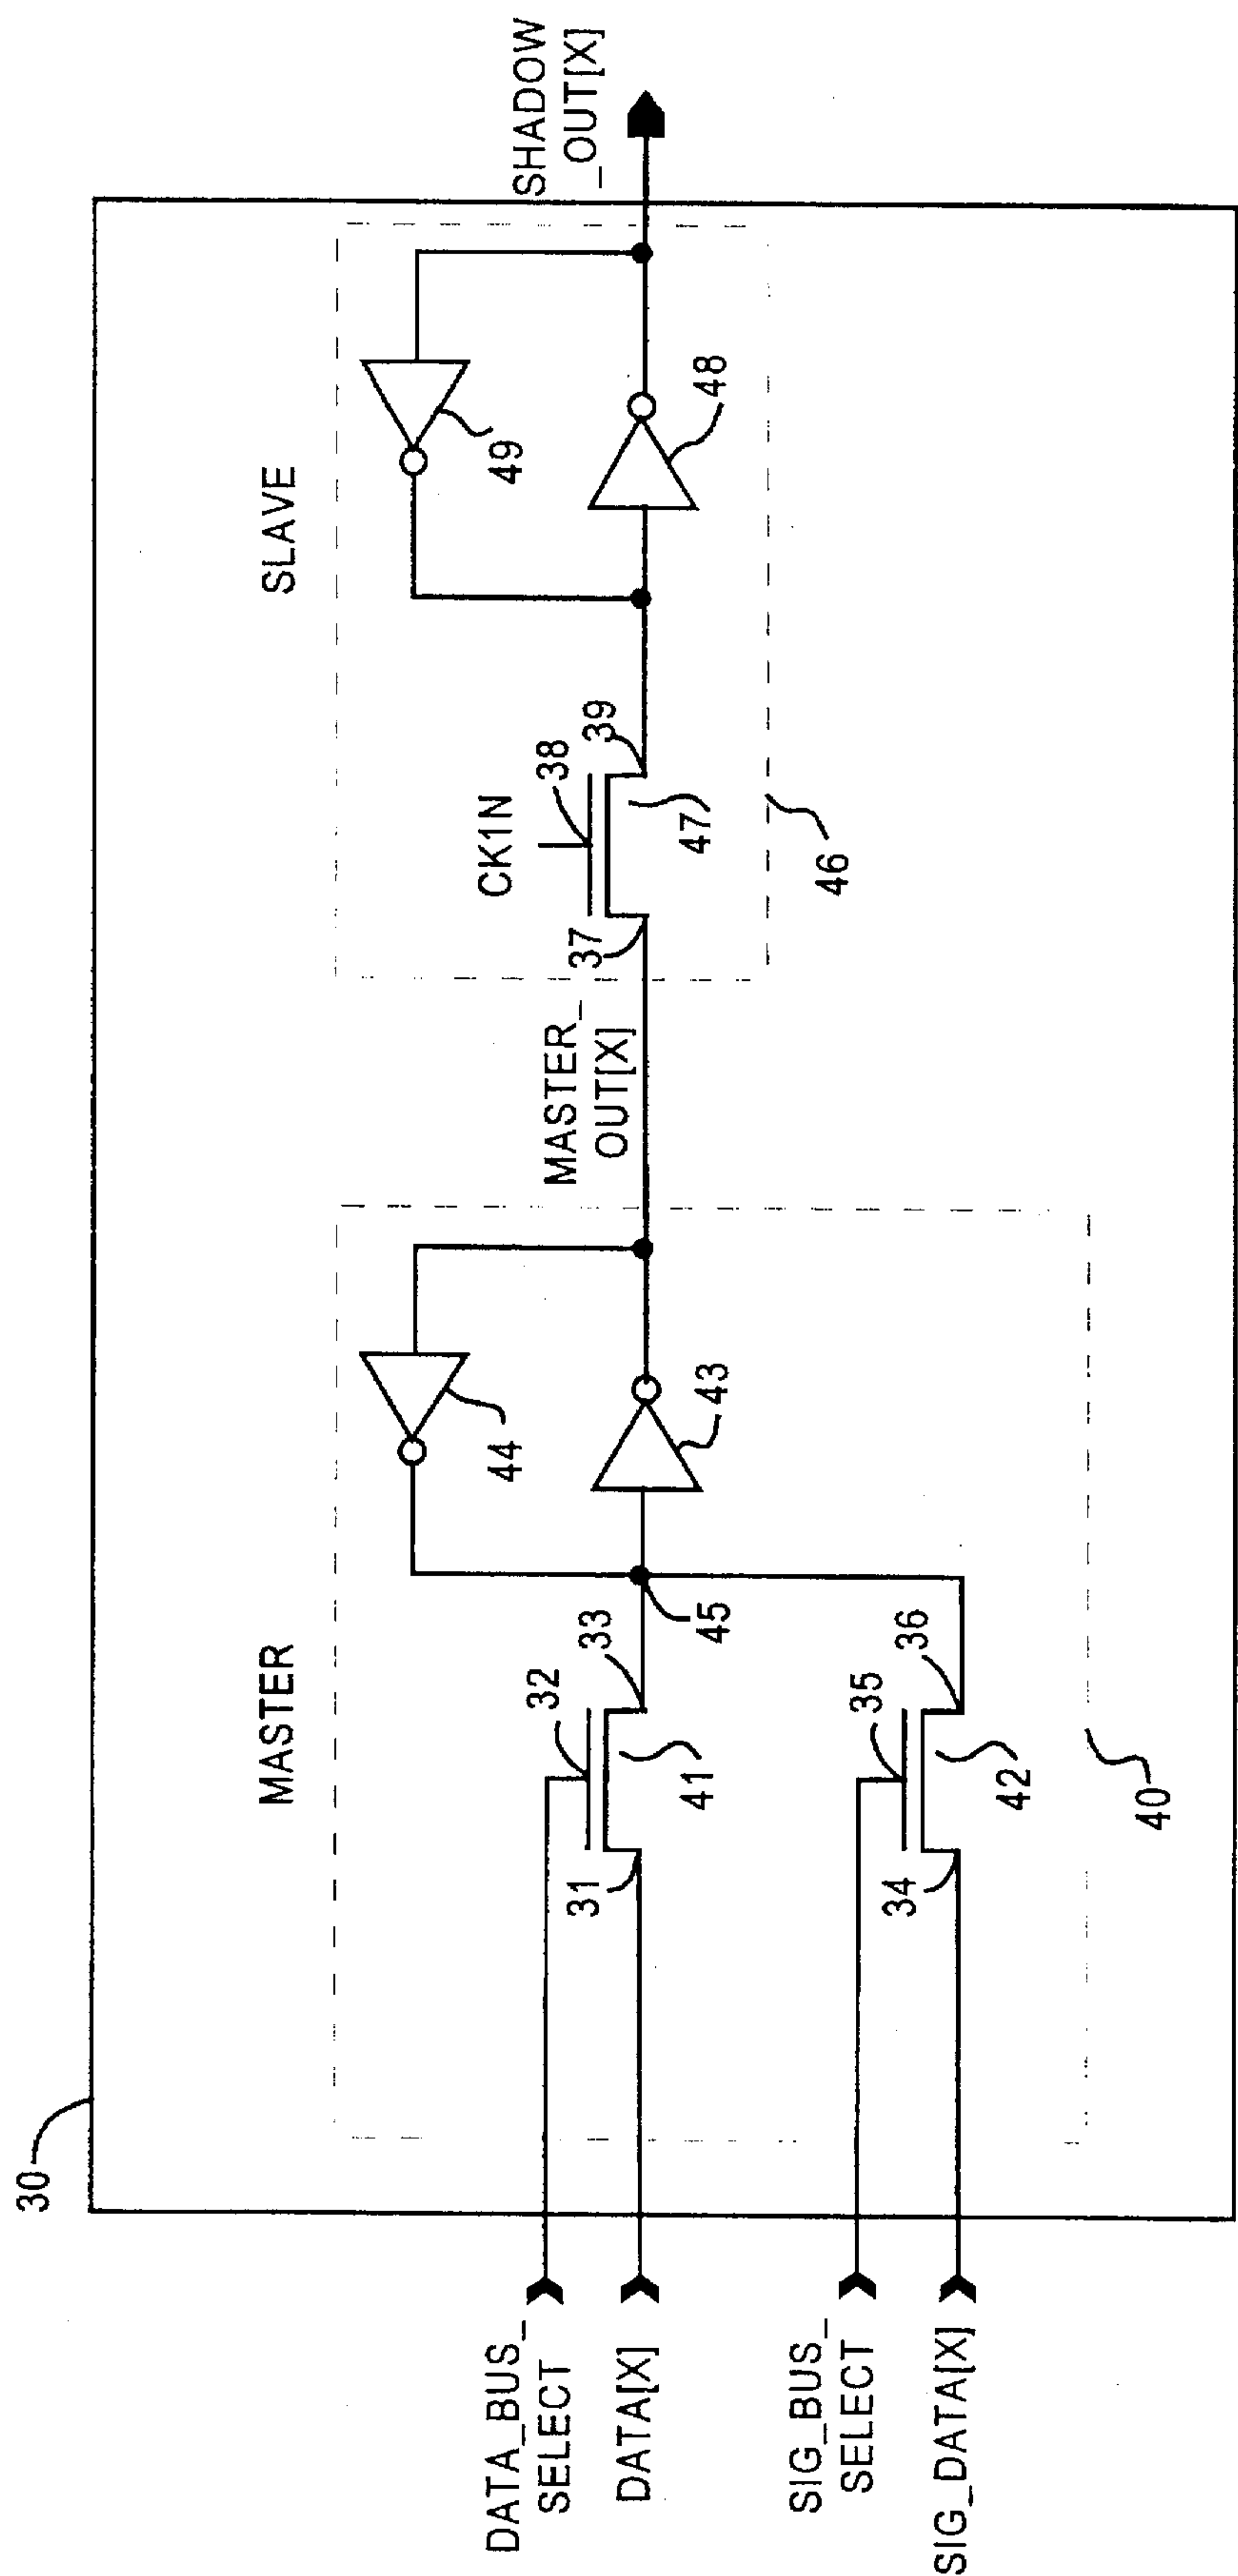 30
MASTER
SLAVE
DATA_BUS_
SELECT
DATA[X]
SIG_BUS_
SELECT
SIG_DATA[X]
31
32
33
41
34
35
36
42
40
45
44
43
MASTER_
OUT[X]
37
CK1N
38
39
47
46
49
48
SHADOW
_OUT[X]